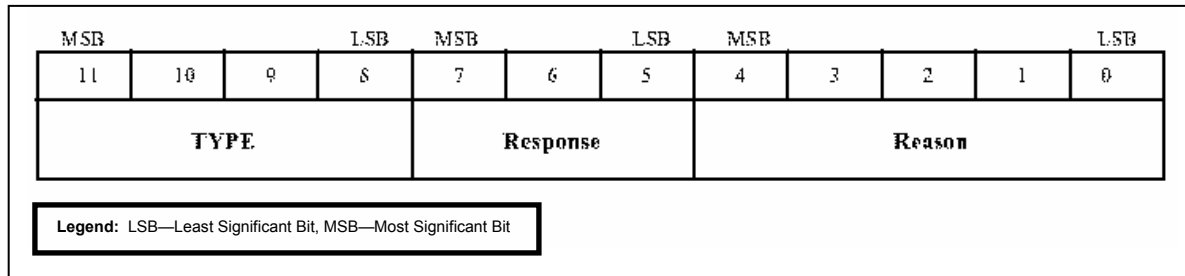 MSB LSB MSB LSB MSB LSB
11 10 9 8 7 6 5 4 3 2 1 0
TYPE Response Reason
Legend: LSB—Least Significant Bit, MSB—Most Significant Bit